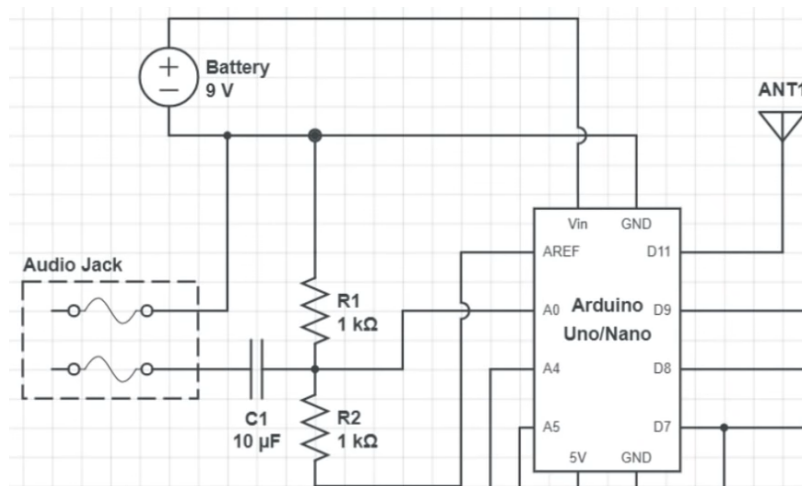 Battery
9 V
ANT1
Vin
GND
AREF
D11
Audio Jack
R1
1 kΩ
A0
Arduino
Uno/Nano
D9
A4
D8
C1
10 µF
R2
1 kΩ
A5
D7
5V
GND